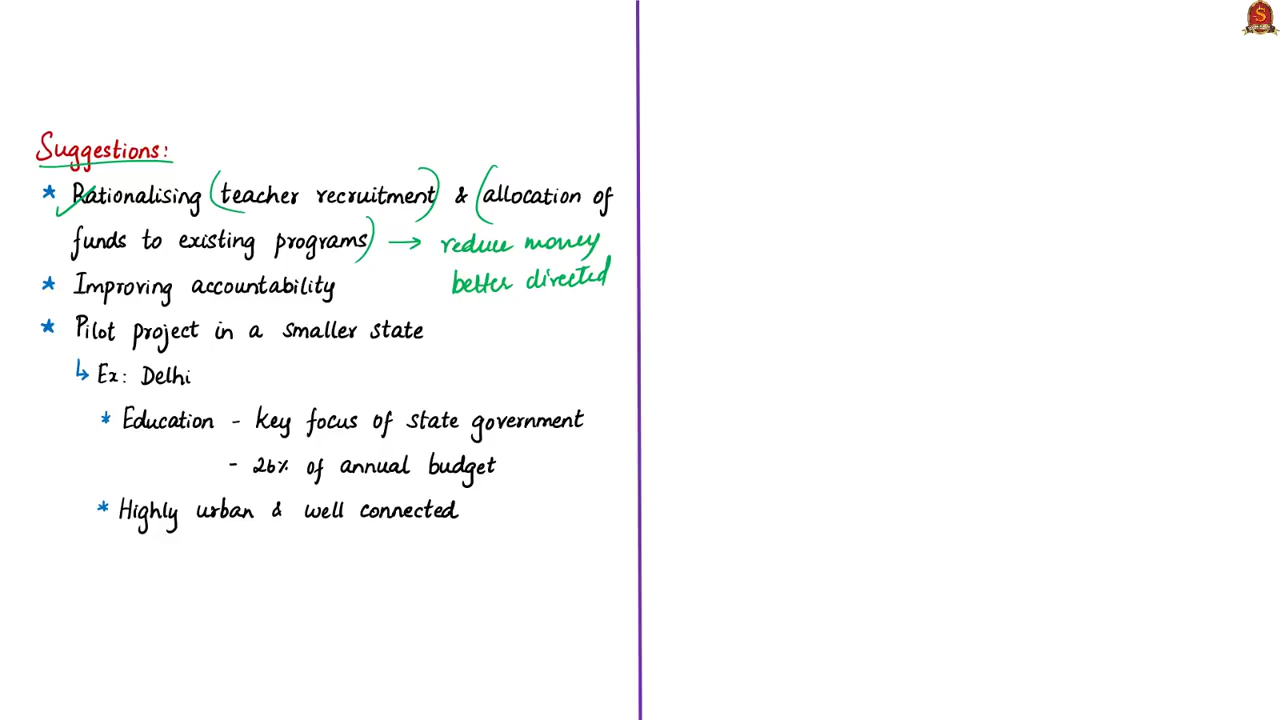 Suggestions:
* Rationalising (teacher recruitment) & (allocation of
funds to existing programs) → reduce money
better directed
* Improving accountability
* Pilot project in a smaller state
↳ Ex: Delhi
* Education - key focus of state government
- 26% of annual budget
* Highly urban & well connected
S